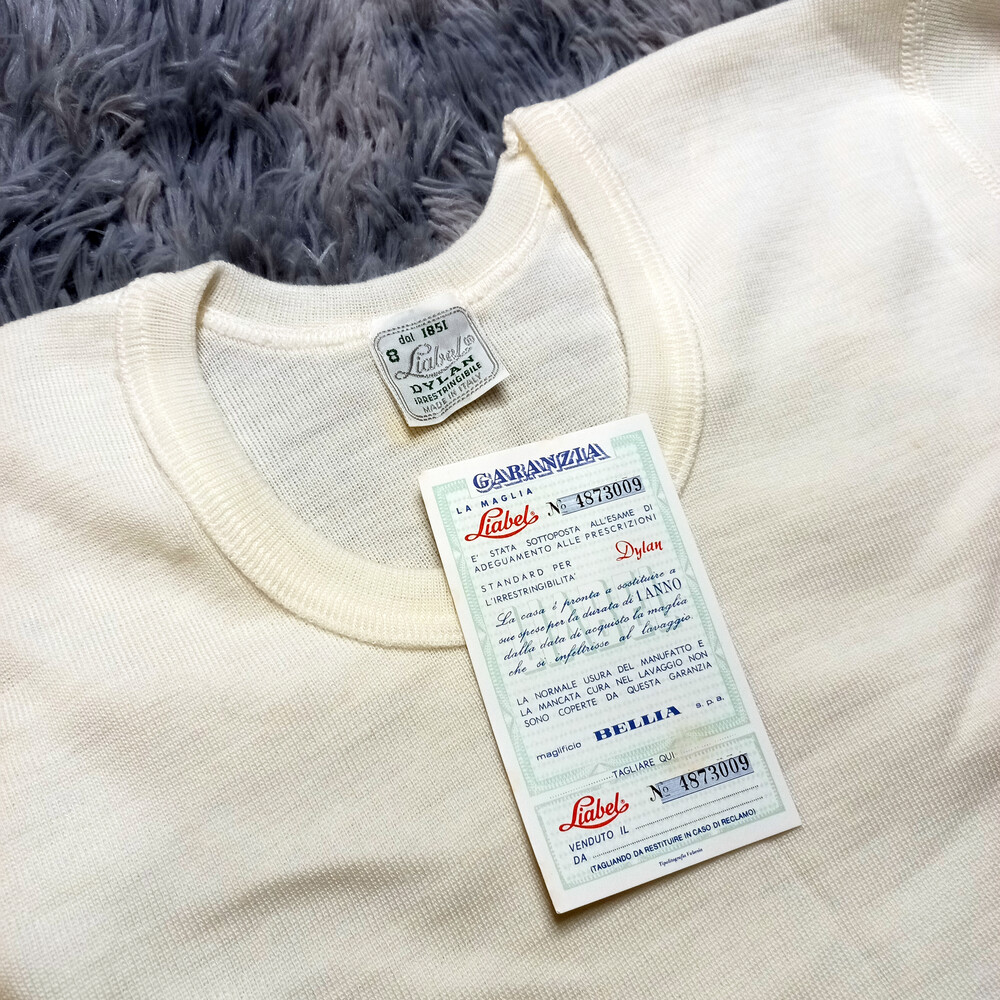 8 dal 1851
Liabel
DYLAN
IRRESTRINGIBILE
MADE IN ITALY
GARANZIA
LA MAGLIA
Liabel No 4873009
E' STATA SOTTOPOSTA ALL'ESAME DI
ADEGUAMENTO ALLE PRESCRIZIONI
STANDARD PER Dylan
L'IRRESTRINGIBILITA'
La casa è pronta a sostituire a
sue spese per la durata di 1 ANNO
dalla data di acquisto la maglia
che si infeltrisse al lavaggio.
LA NORMALE USURA DEL MANUFATTO E
LA MANCATA CURA NEL LAVAGGIO NON
SONO COPERTE DA QUESTA GARANZIA
maglificio BELLIA s.p.a.
..........TAGLIARE QUI
Liabel No 4873009
VENDUTO IL
DA
(TAGLIANDO DA RESTITUIRE IN CASO DI RECLAMO)